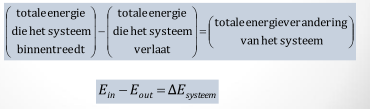 totale energie totale energie
die het systeem − die het systeem = totale energieverandering
binnentreedt verlaat van het systeem
E_in − E_out = ΔE_systeem